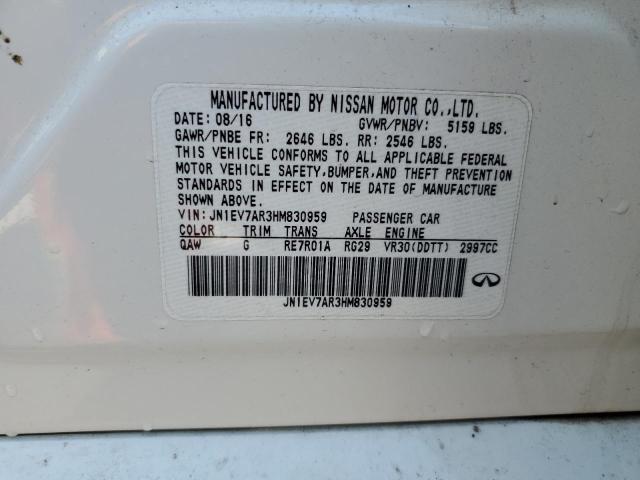 MANUFACTURED BY NISSAN MOTOR CO.,LTD.
DATE: 08/16 GVWR/PNBV: 5159 LBS.
GAWR/PNBE FR: 2646 LBS. RR: 2546 LBS.
THIS VEHICLE CONFORMS TO ALL APPLICABLE FEDERAL
MOTOR VEHICLE SAFETY,BUMPER,AND THEFT PREVENTION
STANDARDS IN EFFECT ON THE DATE OF MANUFACTURE
SHOWN ABOVE.
VIN: JN1EV7AR3HM830959 PASSENGER CAR
COLOR TRIM TRANS AXLE ENGINE
QAW G RE7R01A RG29 VR30(DDTT) 2997CC
JN1EV7AR3HM830959